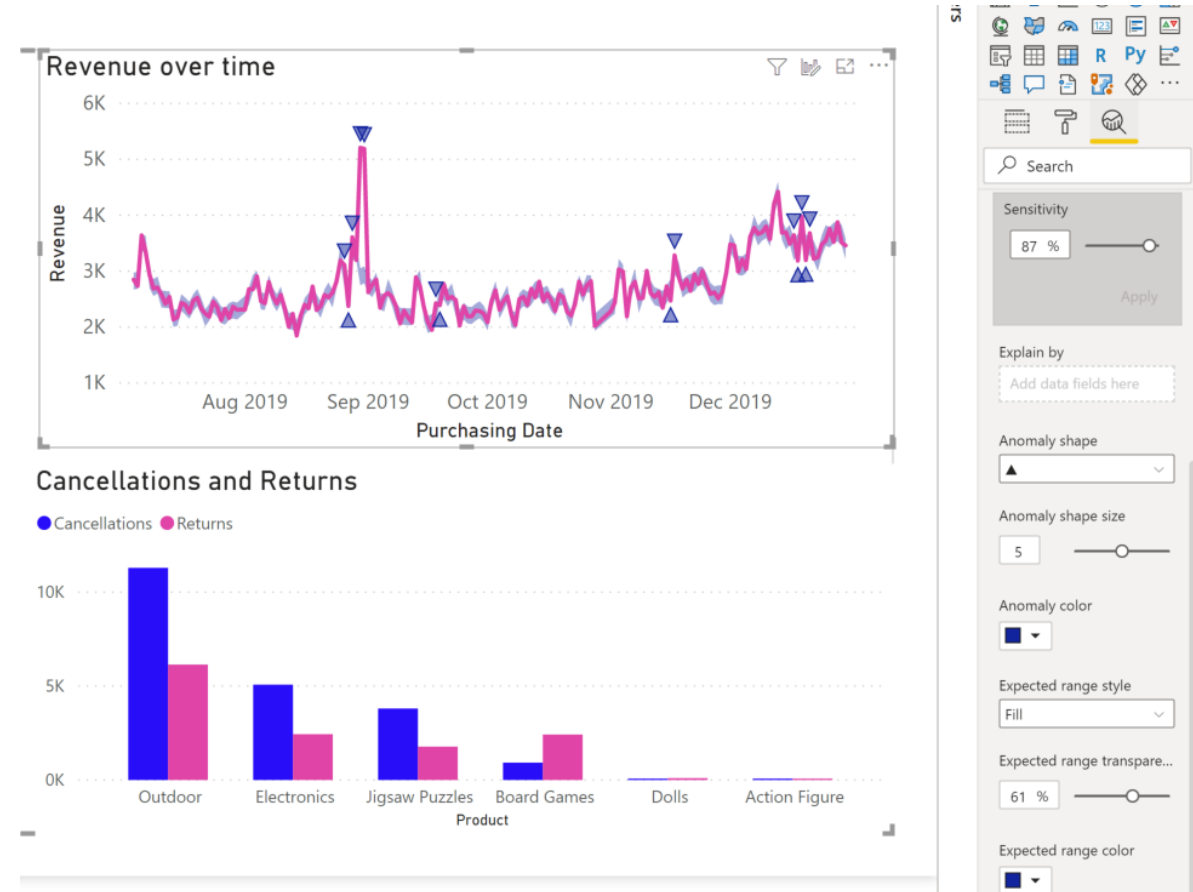 Revenue over time
6K
5K
4K
3K
2K
1K
Revenue
Aug 2019 Sep 2019 Oct 2019 Nov 2019 Dec 2019
Purchasing Date
Cancellations and Returns
Cancellations Returns
10K
5K
0K
Outdoor Electronics Jigsaw Puzzles Board Games Dolls Action Figure
Product
rs
123
R Py
Search
Sensitivity
87 %
Apply
Explain by
Add data fields here
Anomaly shape
Anomaly shape size
5
Anomaly color
Expected range style
Fill
Expected range transpare...
61 %
Expected range color